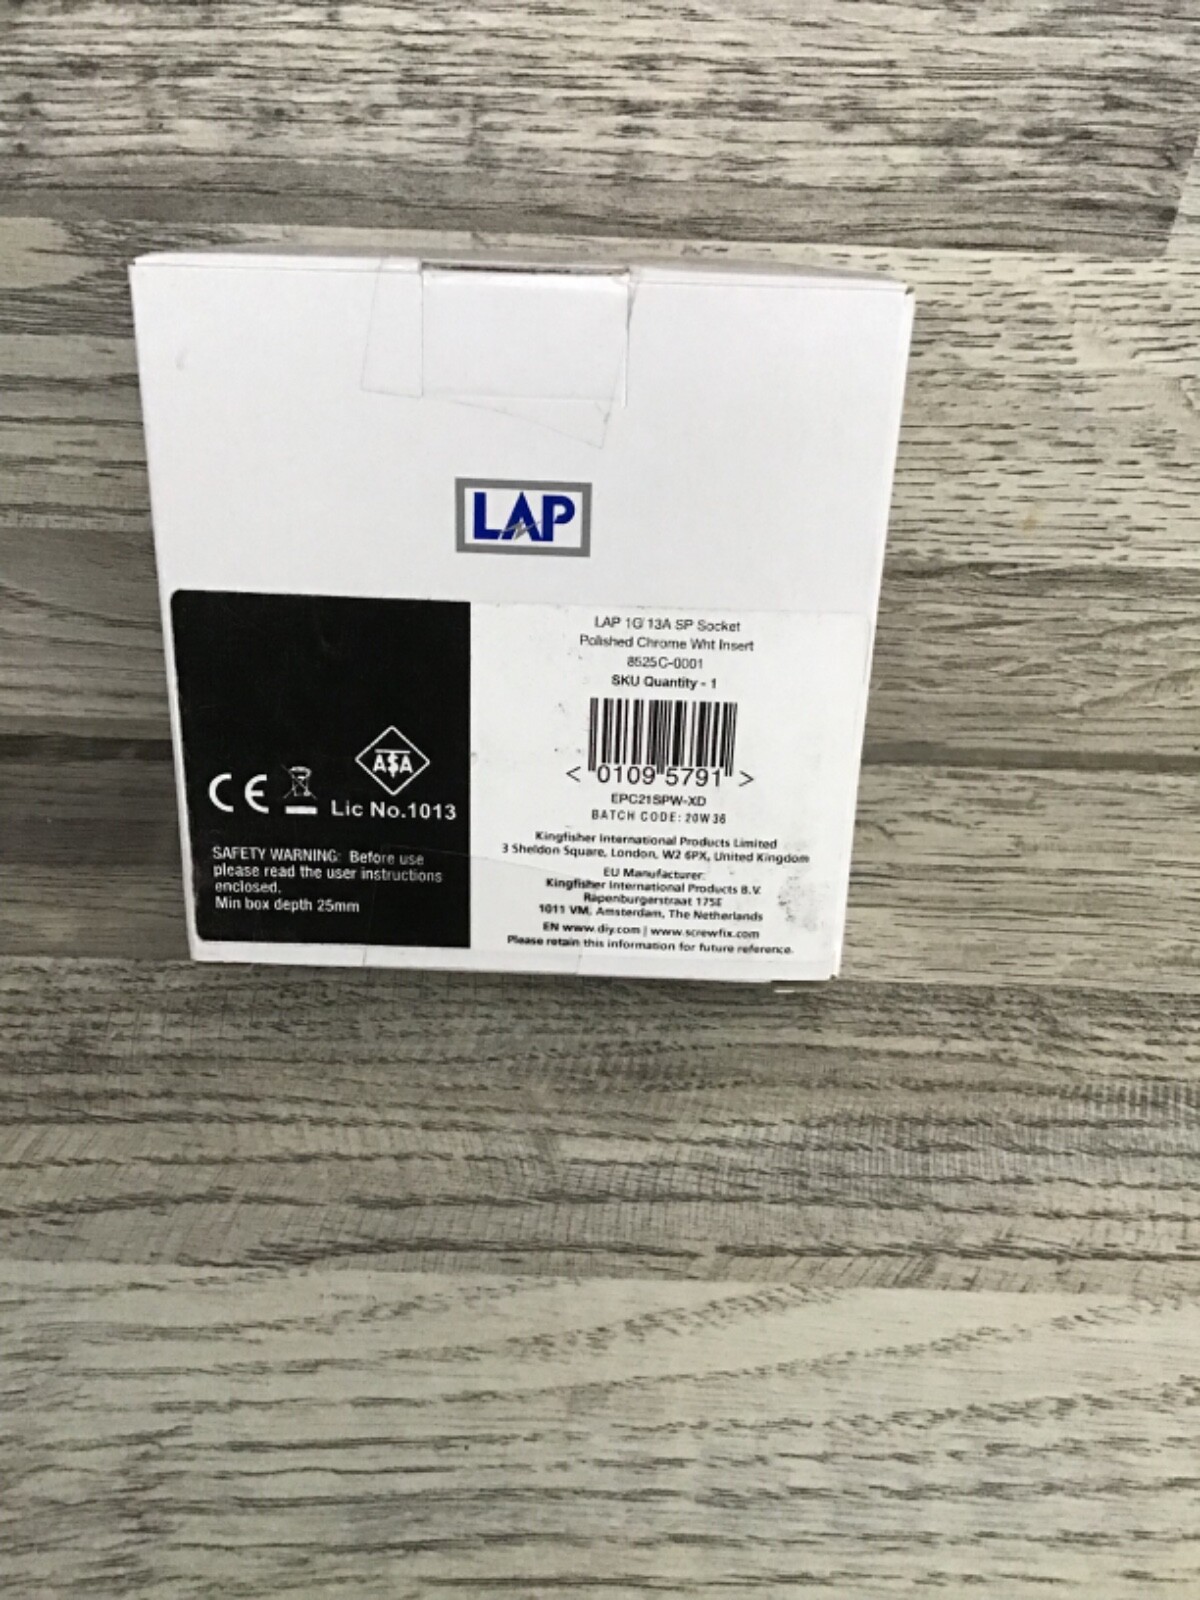 LAP
LAP 1G 13A SP Socket
Polished Chrome Wht Insert
8525C-0001
SKU Quantity - 1
< 0109 5791 >
EPC21SPW-XD
BATCH CODE: 20W36
Kingfisher International Products Limited
3 Sheldon Square, London, W2 6PX, United Kingdom
EU Manufacturer:
Kingfisher International Products B.V.
Rapenburgerstraat 175E
1011 VM, Amsterdam, The Netherlands
EN www.diy.com | www.screwfix.com
Please retain this information for future reference.
ASTA
CE
Lic No.1013
SAFETY WARNING: Before use
please read the user instructions
enclosed.
Min box depth 25mm